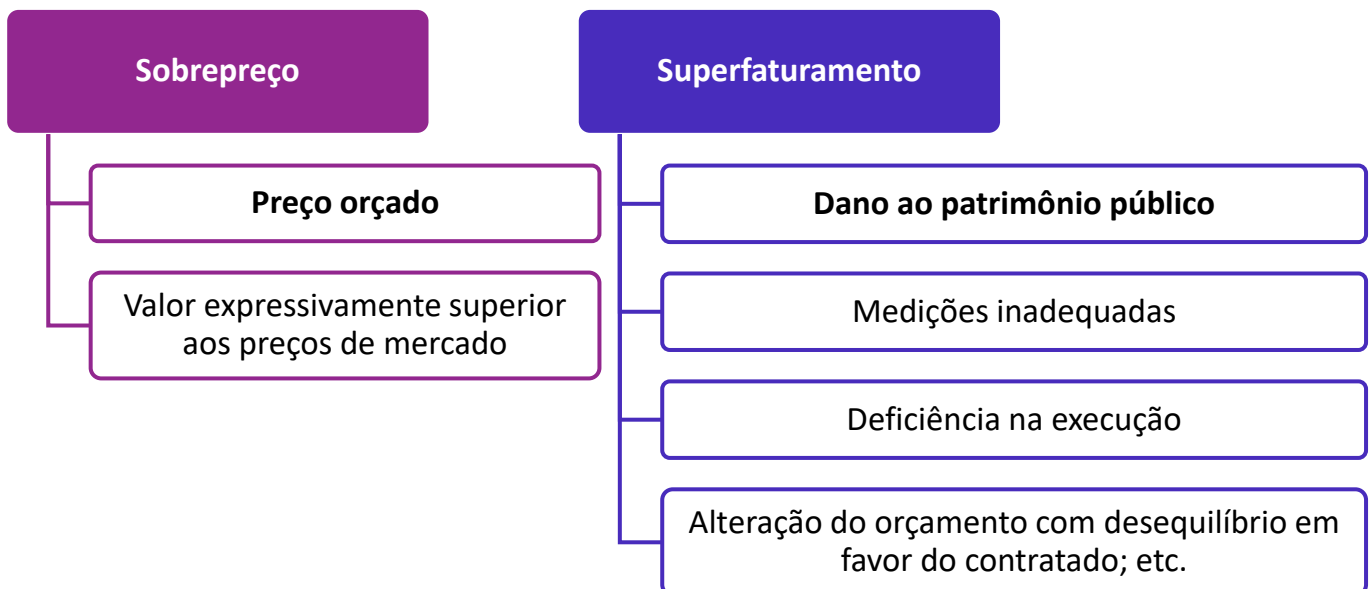 Sobrepreço
Preço orçado
Valor expressivamente superior
aos preços de mercado
Superfaturamento
Dano ao patrimônio público
Medições inadequadas
Deficiência na execução
Alteração do orçamento com desequilíbrio em
favor do contratado; etc.